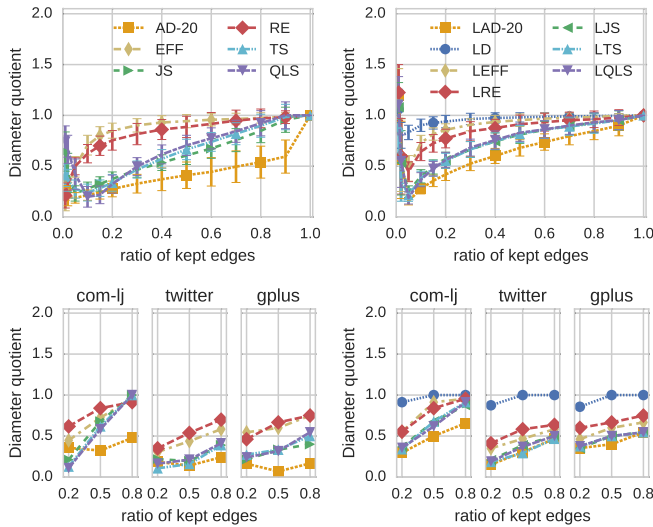 2.0
1.5
1.0
0.5
0.0
Diameter quotient
AD-20
EFF
JS
RE
TS
QLS
0.0 0.2 0.4 0.6 0.8 1.0
ratio of kept edges
2.0
1.5
1.0
0.5
0.0
Diameter quotient
LAD-20
LD
LEFF
LRE
LJS
LTS
LQLS
0.0 0.2 0.4 0.6 0.8 1.0
ratio of kept edges
com-lj twitter gplus
2.0
1.5
1.0
0.5
0.0
Diameter quotient
0.2 0.5 0.8 0.2 0.5 0.8 0.2 0.5 0.8
ratio of kept edges
com-lj twitter gplus
2.0
1.5
1.0
0.5
0.0
Diameter quotient
0.2 0.5 0.8 0.2 0.5 0.8 0.2 0.5 0.8
ratio of kept edges